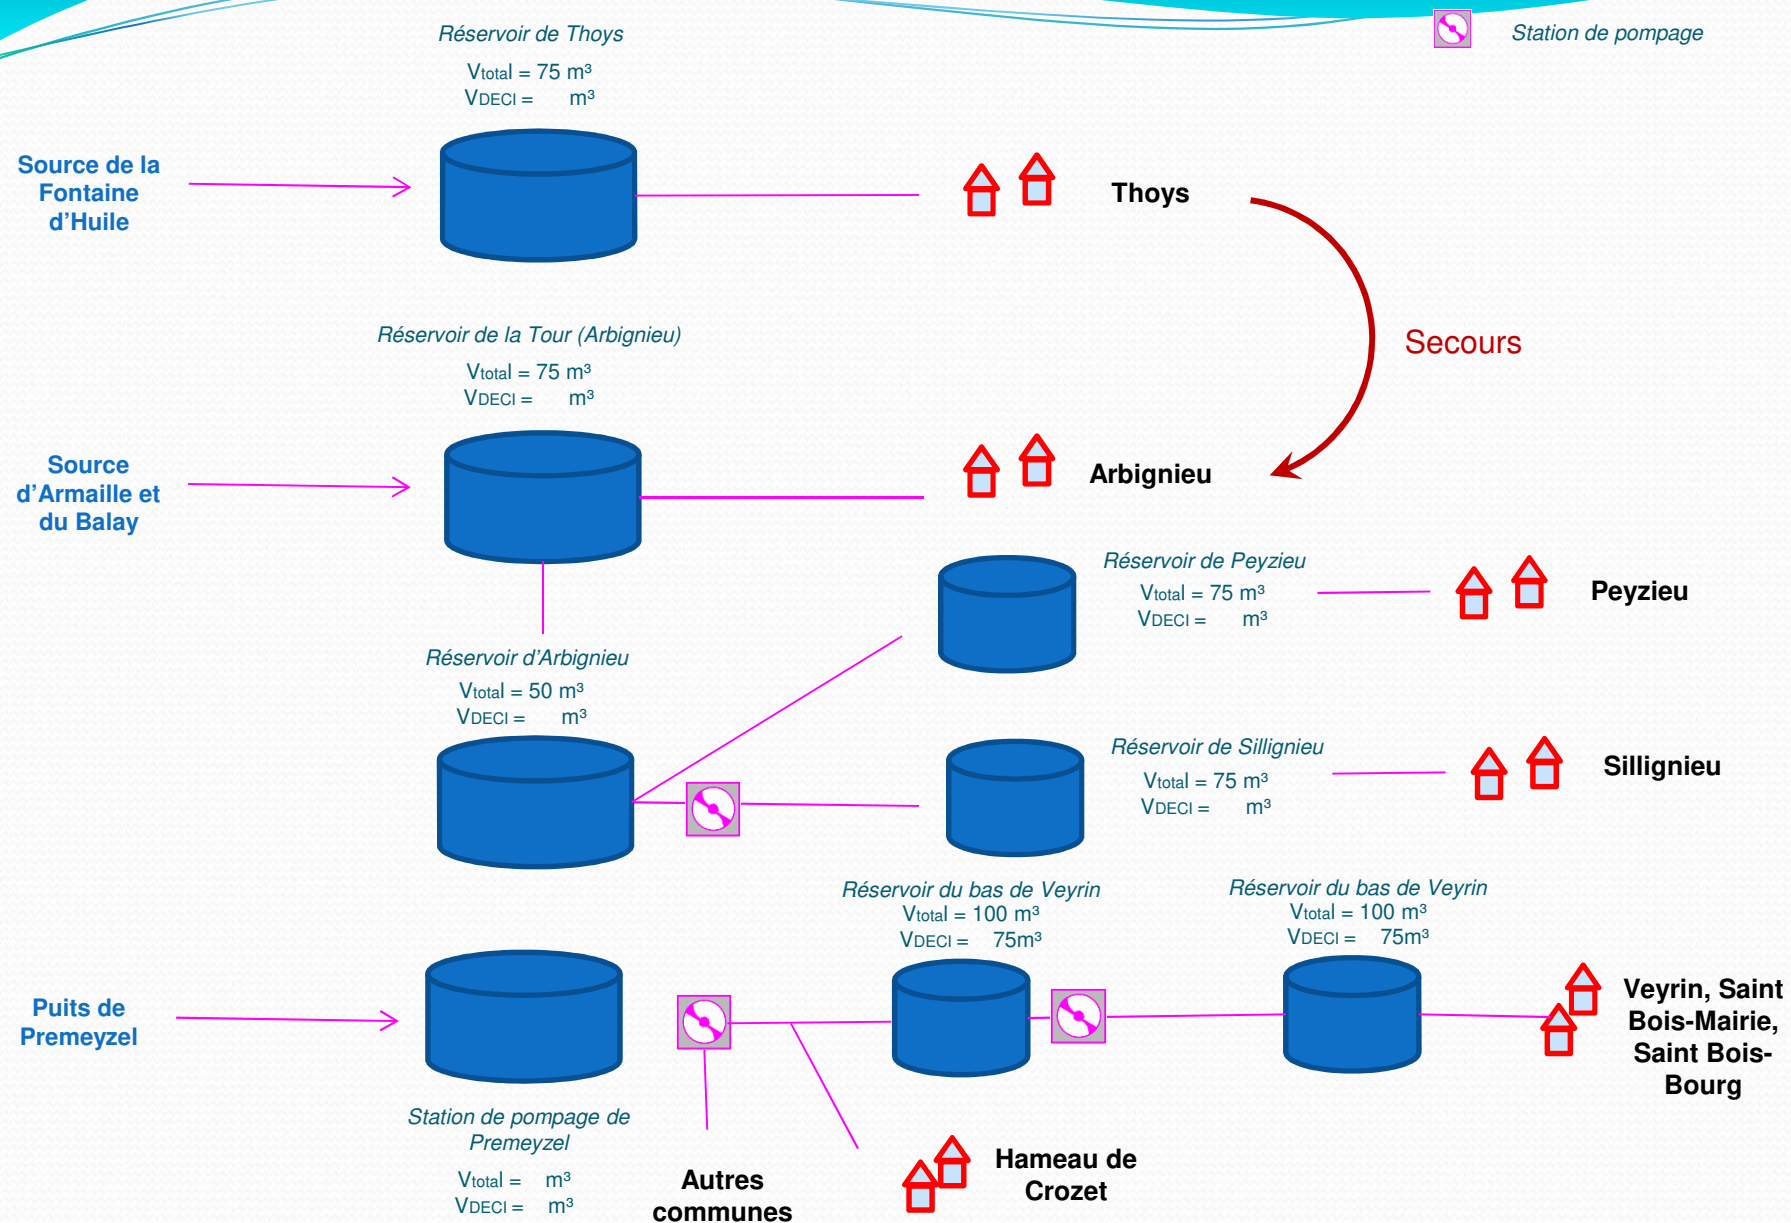 Station de pompage
Réservoir de Thoys
Vtotal = 75 m³
VDECI = m³
Source de la
Fontaine
d'Huile
Thoys
Secours
Réservoir de la Tour (Arbignieu)
Vtotal = 75 m³
VDECI = m³
Source
d'Armaille et
du Balay
Arbignieu
Réservoir de Peyzieu
Vtotal = 75 m³
VDECI = m³
Peyzieu
Réservoir d'Arbignieu
Vtotal = 50 m³
VDECI = m³
Réservoir de Sillignieu
Vtotal = 75 m³
VDECI = m³
Sillignieu
Réservoir du bas de Veyrin
Vtotal = 100 m³
VDECI = 75m³
Réservoir du bas de Veyrin
Vtotal = 100 m³
VDECI = 75m³
Puits de
Premeyzel
Veyrin, Saint
Bois-Mairie,
Saint Bois-
Bourg
Station de pompage de
Premeyzel
Vtotal = m³
VDECI = m³
Autres
communes
Hameau de
Crozet